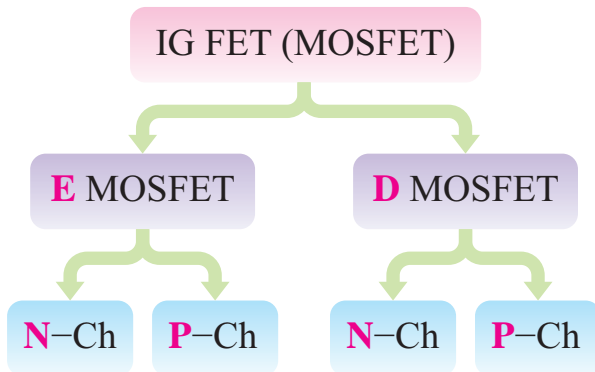 IG FET (MOSFET)
E MOSFET
D MOSFET
N–Ch
P–Ch
N–Ch
P–Ch